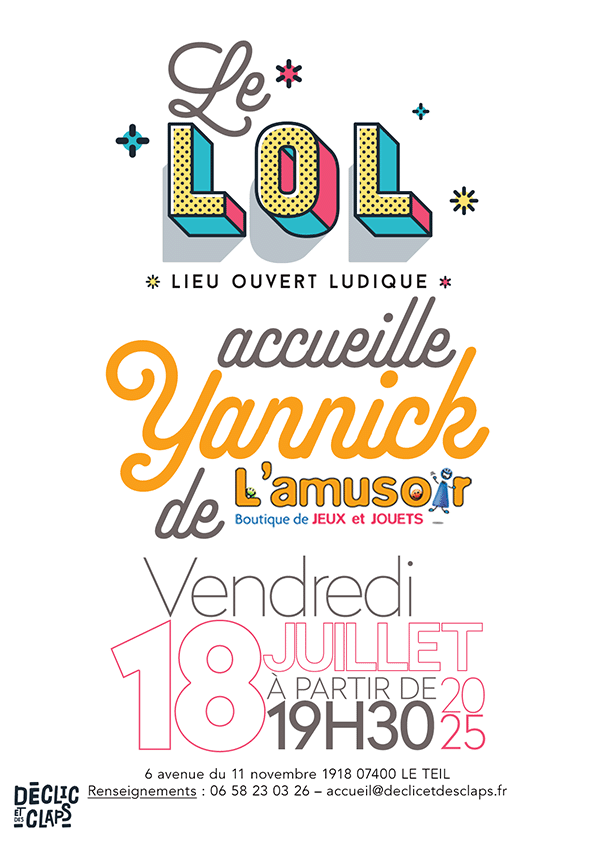 Le
LOL
LIEU OUVERT LUDIQUE
accueille
Yannick
de L'amusoir
Boutique de JEUX et JOUETS
Vendredi
18 JUILLET
À PARTIR DE
19H30
2025
6 avenue du 11 novembre 1918 07400 LE TEIL
Renseignements : 06 58 23 03 26 – accueil@declicetdesclaps.fr
DÉCLIC
ET DES CLAPS